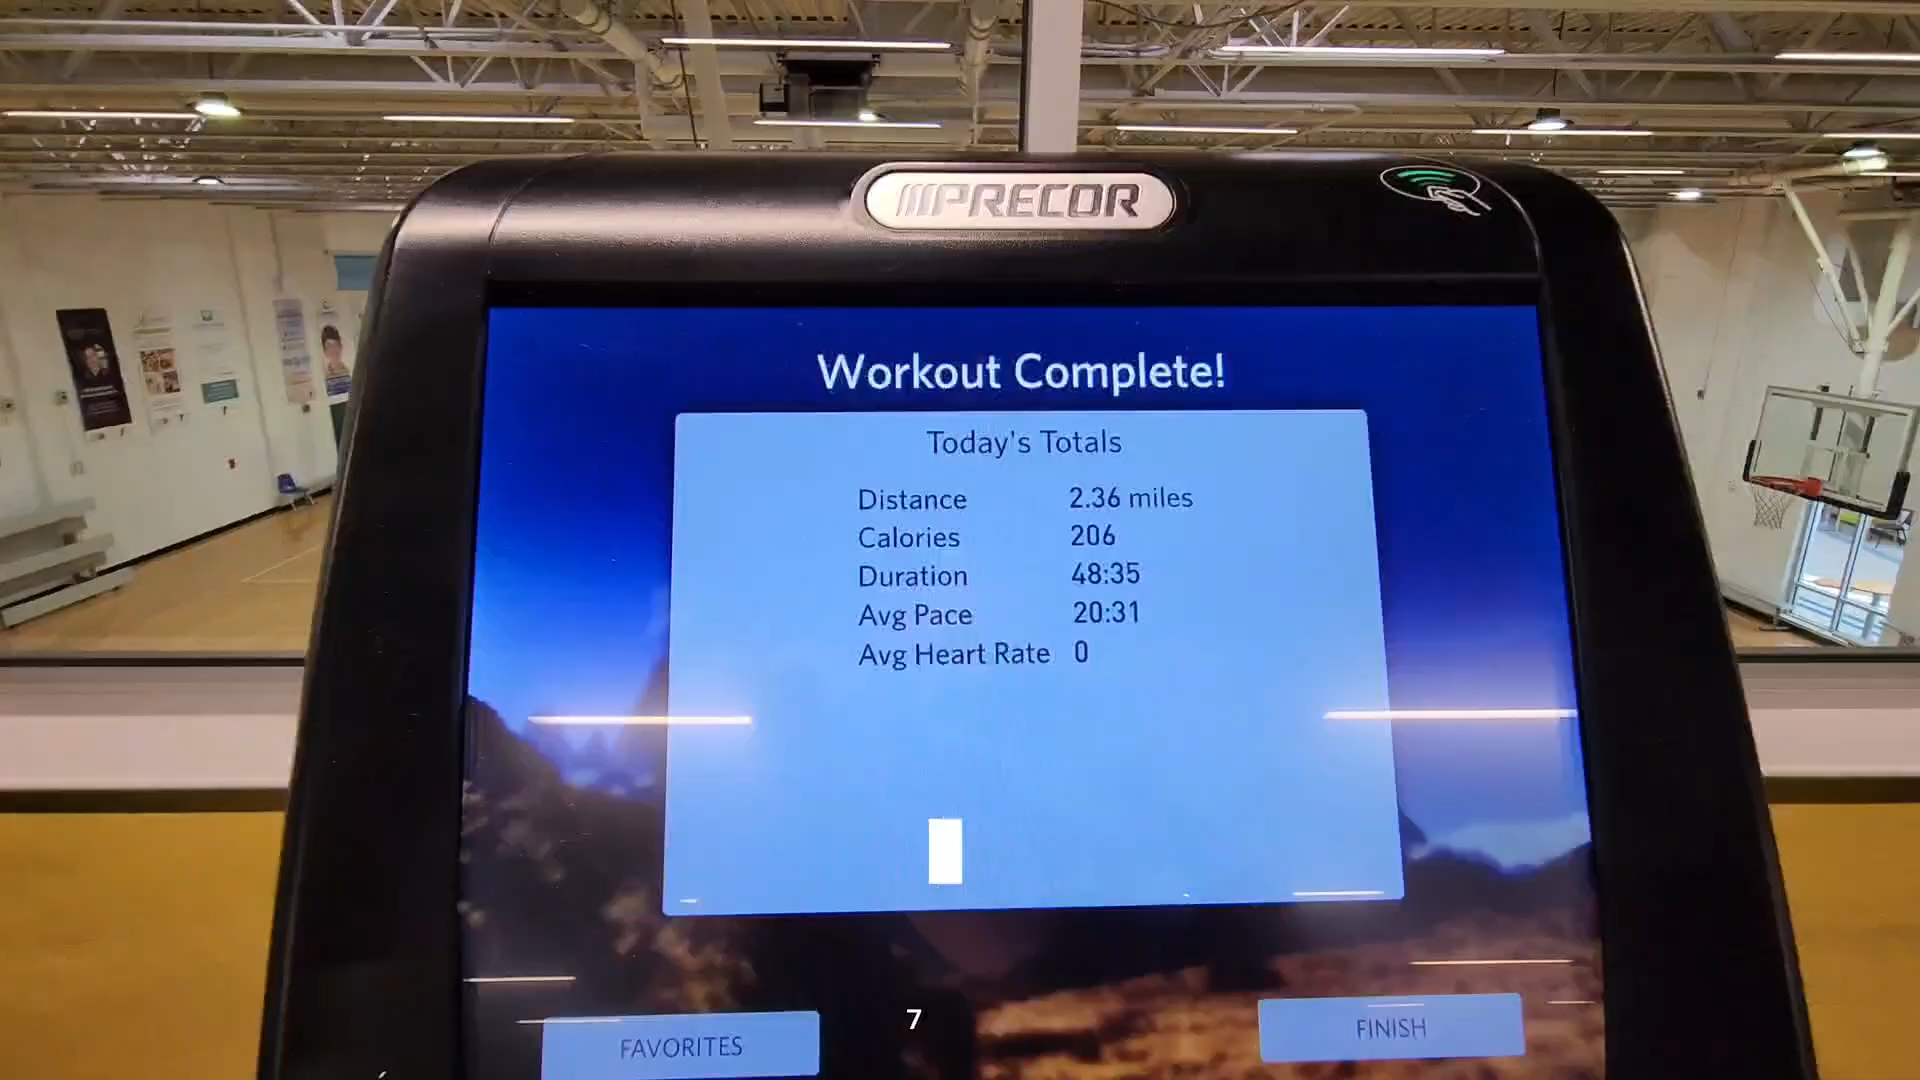 PRECOR
Workout Complete!
Today's Totals
Distance 2.36 miles
Calories 206
Duration 48:35
Avg Pace 20:31
Avg Heart Rate 0
7
FAVORITES
FINISH